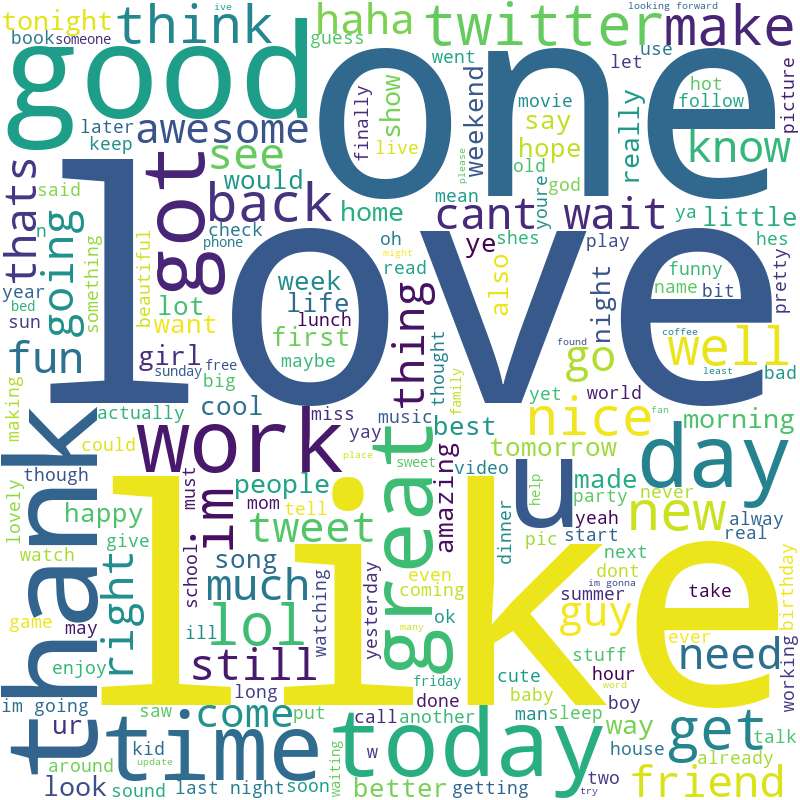 tonight
think
haha
twitter
looking forward
make
ive
book
someone
good
one
guess
went
use
let
picture
later
keep
awesome
see
finally
show
live
weekend
movie
say
hope
really
hot
follow
know
please
thats
said
n
going
something
beautiful
got
would
back
home
cant wait
old
god
mean
youre
ya
little
year
bed
sun
love
check
phone
oh
read
might
ye
shes
also
play
night
hes
pretty
funny
name
bit
week
life
lot
want
lunch
first
maybe
thing
thought
found
go
coffee
well
least
bad
fun
girl
sunday
free
big
cool
miss
music
yay
family
best
yet
world
fan
nice
morning
making
thank
actually
could
work
place
sweet
video
tomorrow
u
day
though
lovely
watch
happy
give
right
im
must
mom
people
tell
tweet
great
amazing
dinner
help
party
made
never
yeah
pic
start
new
alway
real
song
much
school
lol
watching
yesterday
even
coming
ok
like
next
dont
im gonna
summer
guy
take
ever
birthday
working
game
may
enjoy
ill
still
long
many
friday
done
cute
baby
stuff
hour
word
boy
need
im going
ur
saw
time
come
put
today
call
another
man
sleep
way
house
get
already
talk
look
kid
around
update
sound
last night
soon
waiting
w
better
getting
two
try
friend